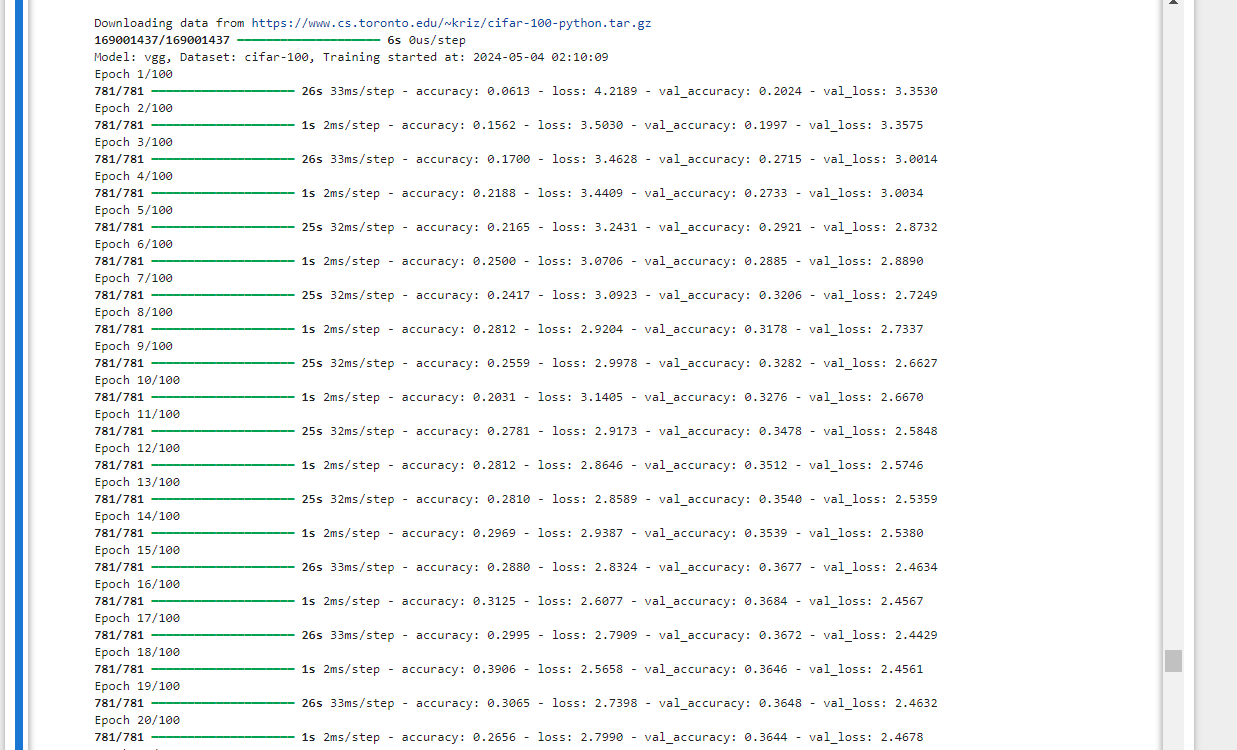 Downloading data from https://www.cs.toronto.edu/~kriz/cifar-100-python.tar.gz
169001437/169001437 ━━━━━━━━━━━━━━━━━━━━ 6s 0us/step
Model: vgg, Dataset: cifar-100, Training started at: 2024-05-04 02:10:09
Epoch 1/100
781/781 ━━━━━━━━━━━━━━━━━━━━ 26s 33ms/step - accuracy: 0.0613 - loss: 4.2189 - val_accuracy: 0.2024 - val_loss: 3.3530
Epoch 2/100
781/781 ━━━━━━━━━━━━━━━━━━━━ 1s 2ms/step - accuracy: 0.1562 - loss: 3.5030 - val_accuracy: 0.1997 - val_loss: 3.3575
Epoch 3/100
781/781 ━━━━━━━━━━━━━━━━━━━━ 26s 33ms/step - accuracy: 0.1700 - loss: 3.4628 - val_accuracy: 0.2715 - val_loss: 3.0014
Epoch 4/100
781/781 ━━━━━━━━━━━━━━━━━━━━ 1s 2ms/step - accuracy: 0.2188 - loss: 3.4409 - val_accuracy: 0.2733 - val_loss: 3.0034
Epoch 5/100
781/781 ━━━━━━━━━━━━━━━━━━━━ 25s 32ms/step - accuracy: 0.2165 - loss: 3.2431 - val_accuracy: 0.2921 - val_loss: 2.8732
Epoch 6/100
781/781 ━━━━━━━━━━━━━━━━━━━━ 1s 2ms/step - accuracy: 0.2500 - loss: 3.0706 - val_accuracy: 0.2885 - val_loss: 2.8890
Epoch 7/100
781/781 ━━━━━━━━━━━━━━━━━━━━ 25s 32ms/step - accuracy: 0.2417 - loss: 3.0923 - val_accuracy: 0.3206 - val_loss: 2.7249
Epoch 8/100
781/781 ━━━━━━━━━━━━━━━━━━━━ 1s 2ms/step - accuracy: 0.2812 - loss: 2.9204 - val_accuracy: 0.3178 - val_loss: 2.7337
Epoch 9/100
781/781 ━━━━━━━━━━━━━━━━━━━━ 25s 32ms/step - accuracy: 0.2559 - loss: 2.9978 - val_accuracy: 0.3282 - val_loss: 2.6627
Epoch 10/100
781/781 ━━━━━━━━━━━━━━━━━━━━ 1s 2ms/step - accuracy: 0.2031 - loss: 3.1405 - val_accuracy: 0.3276 - val_loss: 2.6670
Epoch 11/100
781/781 ━━━━━━━━━━━━━━━━━━━━ 25s 32ms/step - accuracy: 0.2781 - loss: 2.9173 - val_accuracy: 0.3478 - val_loss: 2.5848
Epoch 12/100
781/781 ━━━━━━━━━━━━━━━━━━━━ 1s 2ms/step - accuracy: 0.2812 - loss: 2.8646 - val_accuracy: 0.3512 - val_loss: 2.5746
Epoch 13/100
781/781 ━━━━━━━━━━━━━━━━━━━━ 25s 32ms/step - accuracy: 0.2810 - loss: 2.8589 - val_accuracy: 0.3540 - val_loss: 2.5359
Epoch 14/100
781/781 ━━━━━━━━━━━━━━━━━━━━ 1s 2ms/step - accuracy: 0.2969 - loss: 2.9387 - val_accuracy: 0.3539 - val_loss: 2.5380
Epoch 15/100
781/781 ━━━━━━━━━━━━━━━━━━━━ 26s 33ms/step - accuracy: 0.2880 - loss: 2.8324 - val_accuracy: 0.3677 - val_loss: 2.4634
Epoch 16/100
781/781 ━━━━━━━━━━━━━━━━━━━━ 1s 2ms/step - accuracy: 0.3125 - loss: 2.6077 - val_accuracy: 0.3684 - val_loss: 2.4567
Epoch 17/100
781/781 ━━━━━━━━━━━━━━━━━━━━ 26s 33ms/step - accuracy: 0.2995 - loss: 2.7909 - val_accuracy: 0.3672 - val_loss: 2.4429
Epoch 18/100
781/781 ━━━━━━━━━━━━━━━━━━━━ 1s 2ms/step - accuracy: 0.3906 - loss: 2.5658 - val_accuracy: 0.3646 - val_loss: 2.4561
Epoch 19/100
781/781 ━━━━━━━━━━━━━━━━━━━━ 26s 33ms/step - accuracy: 0.3065 - loss: 2.7398 - val_accuracy: 0.3648 - val_loss: 2.4632
Epoch 20/100
781/781 ━━━━━━━━━━━━━━━━━━━━ 1s 2ms/step - accuracy: 0.2656 - loss: 2.7990 - val_accuracy: 0.3644 - val_loss: 2.4678